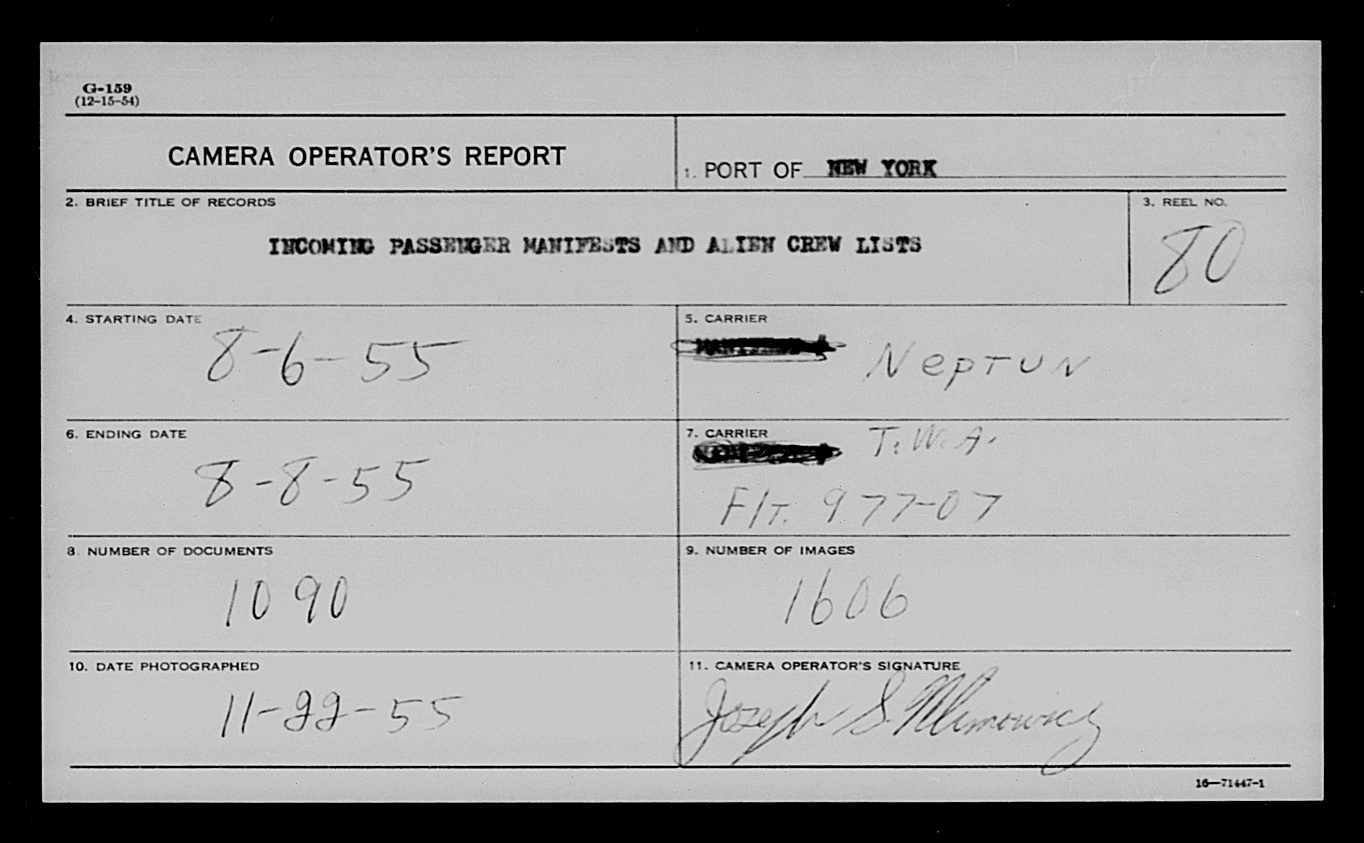 G-159
(12-15-54)
CAMERA OPERATOR'S REPORT
1. PORT OF NEW YORK
2. BRIEF TITLE OF RECORDS
INCOMING PASSENGER MANIFESTS AND ALIEN CREW LISTS
3. REEL NO.
80
4. STARTING DATE
8-6-55
5. CARRIER
Neptun
6. ENDING DATE
8-8-55
7. CARRIER
T.W.A.
Flt. 977-07
8. NUMBER OF DOCUMENTS
1090
9. NUMBER OF IMAGES
1606
10. DATE PHOTOGRAPHED
11-22-55
11. CAMERA OPERATOR'S SIGNATURE
Joseph S.
16-71447-1